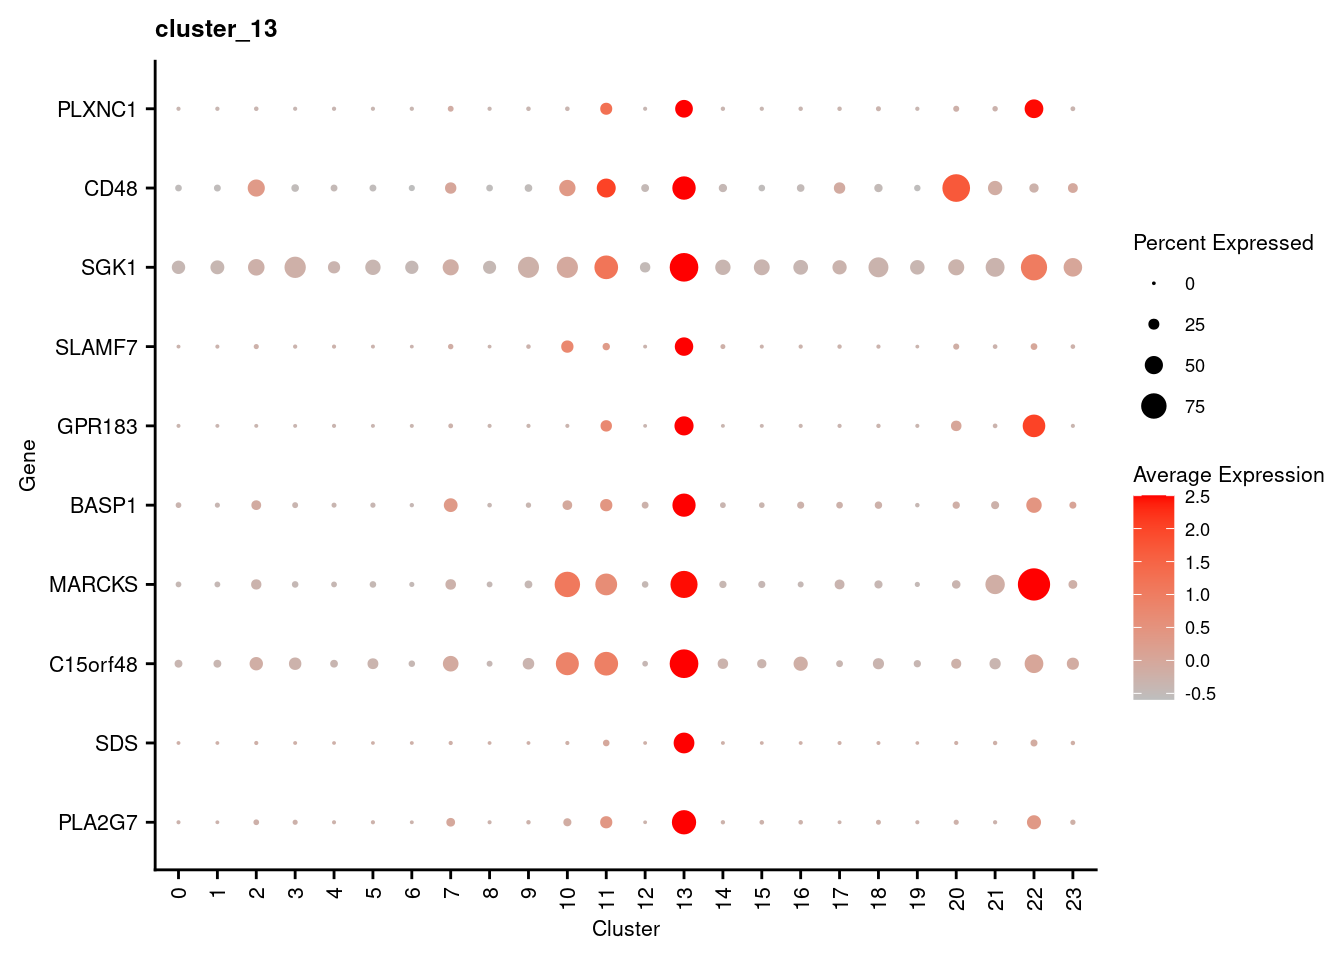 cluster_13
PLXNC1
CD48
SGK1
SLAMF7
GPR183
BASP1
MARCKS
C15orf48
SDS
PLA2G7
Gene
0 1 2 3 4 5 6 7 8 9 10 11 12 13 14 15 16 17 18 19 20 21 22 23
Cluster
Percent Expressed
0
25
50
75
Average Expression
2.5
2.0
1.5
1.0
0.5
0.0
-0.5